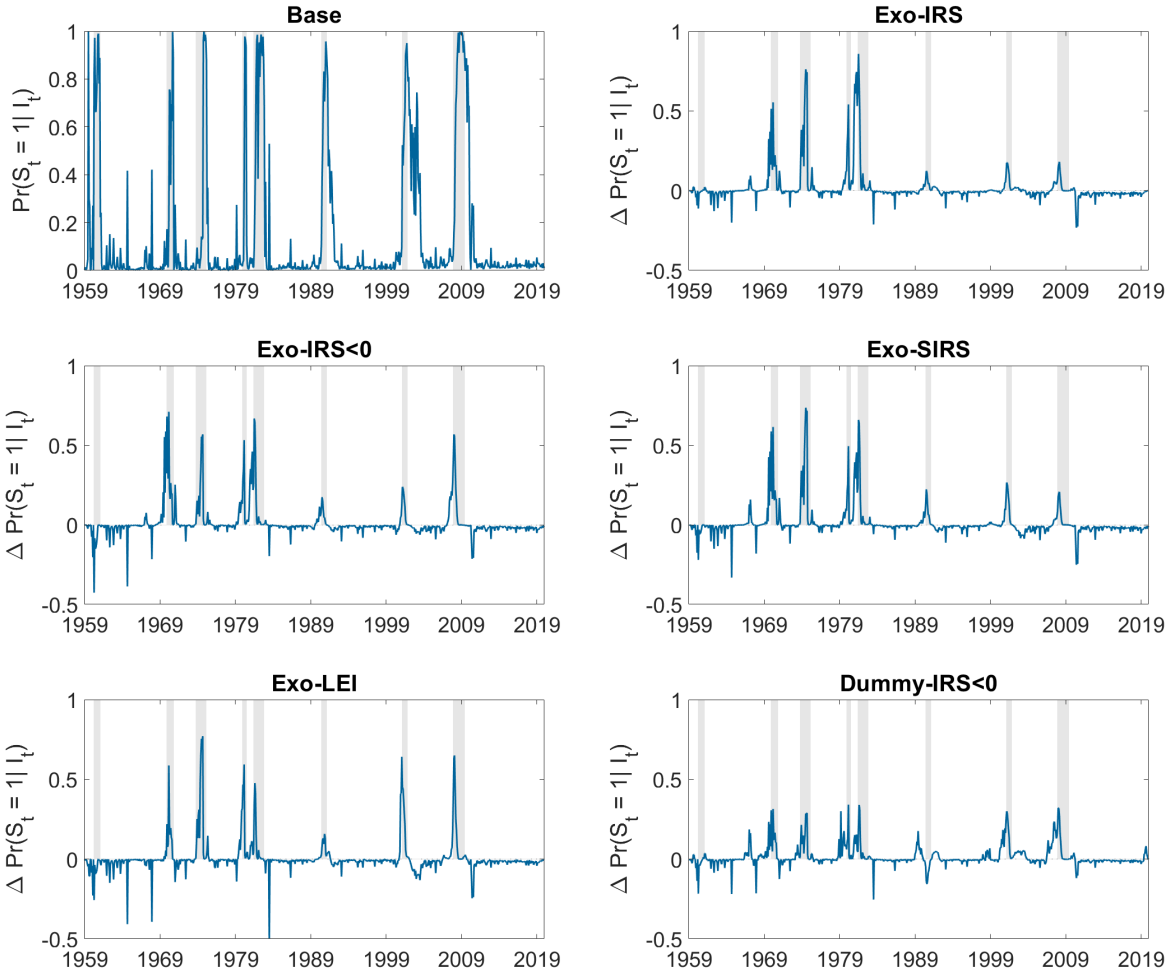 Base
Pr(S_t = 1| I_t)
1
0.8
0.6
0.4
0.2
0
1959 1969 1979 1989 1999 2009 2019
Exo-IRS
Δ Pr(S_t = 1| I_t)
1
0.5
0
-0.5
1959 1969 1979 1989 1999 2009 2019
Exo-IRS<0
Δ Pr(S_t = 1| I_t)
1
0.5
0
-0.5
1959 1969 1979 1989 1999 2009 2019
Exo-SIRS
Δ Pr(S_t = 1| I_t)
1
0.5
0
-0.5
1959 1969 1979 1989 1999 2009 2019
Exo-LEI
Δ Pr(S_t = 1| I_t)
1
0.5
0
-0.5
1959 1969 1979 1989 1999 2009 2019
Dummy-IRS<0
Δ Pr(S_t = 1| I_t)
1
0.5
0
-0.5
1959 1969 1979 1989 1999 2009 2019